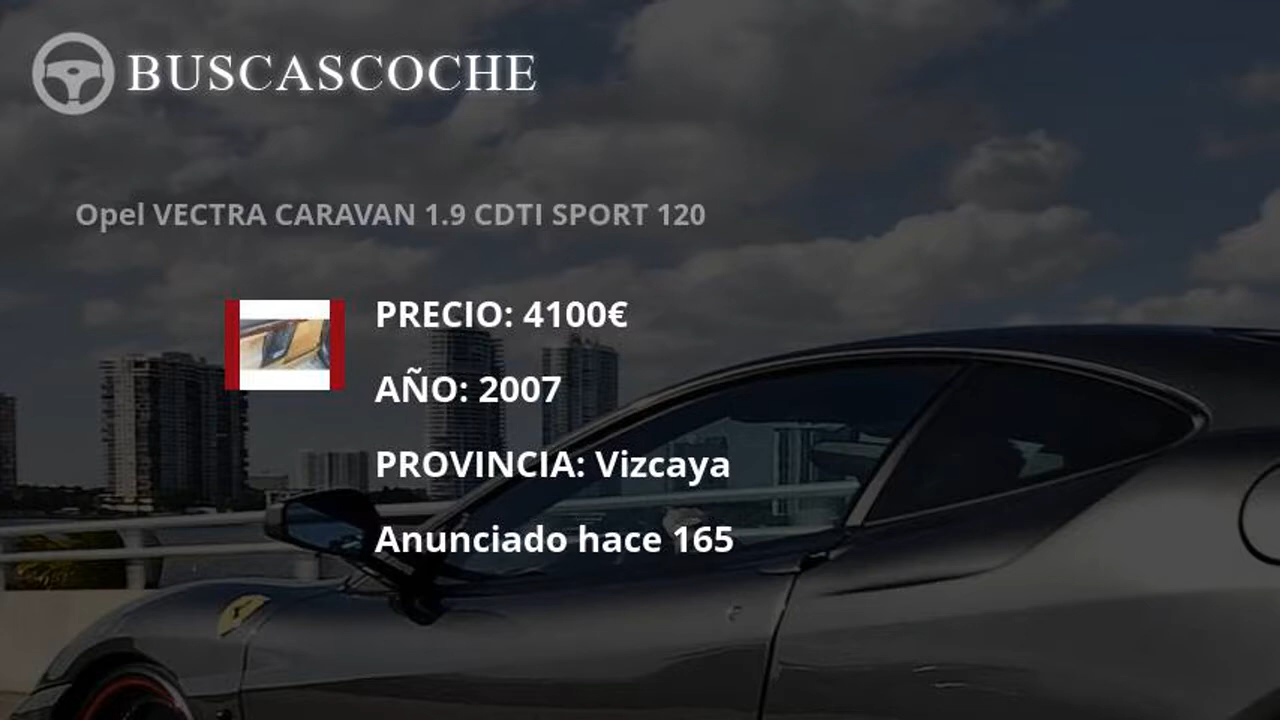 BUSCASCOCHE
Opel VECTRA CARAVAN 1.9 CDTI SPORT 120
PRECIO: 4100€
AÑO: 2007
PROVINCIA: Vizcaya
Anunciado hace 165